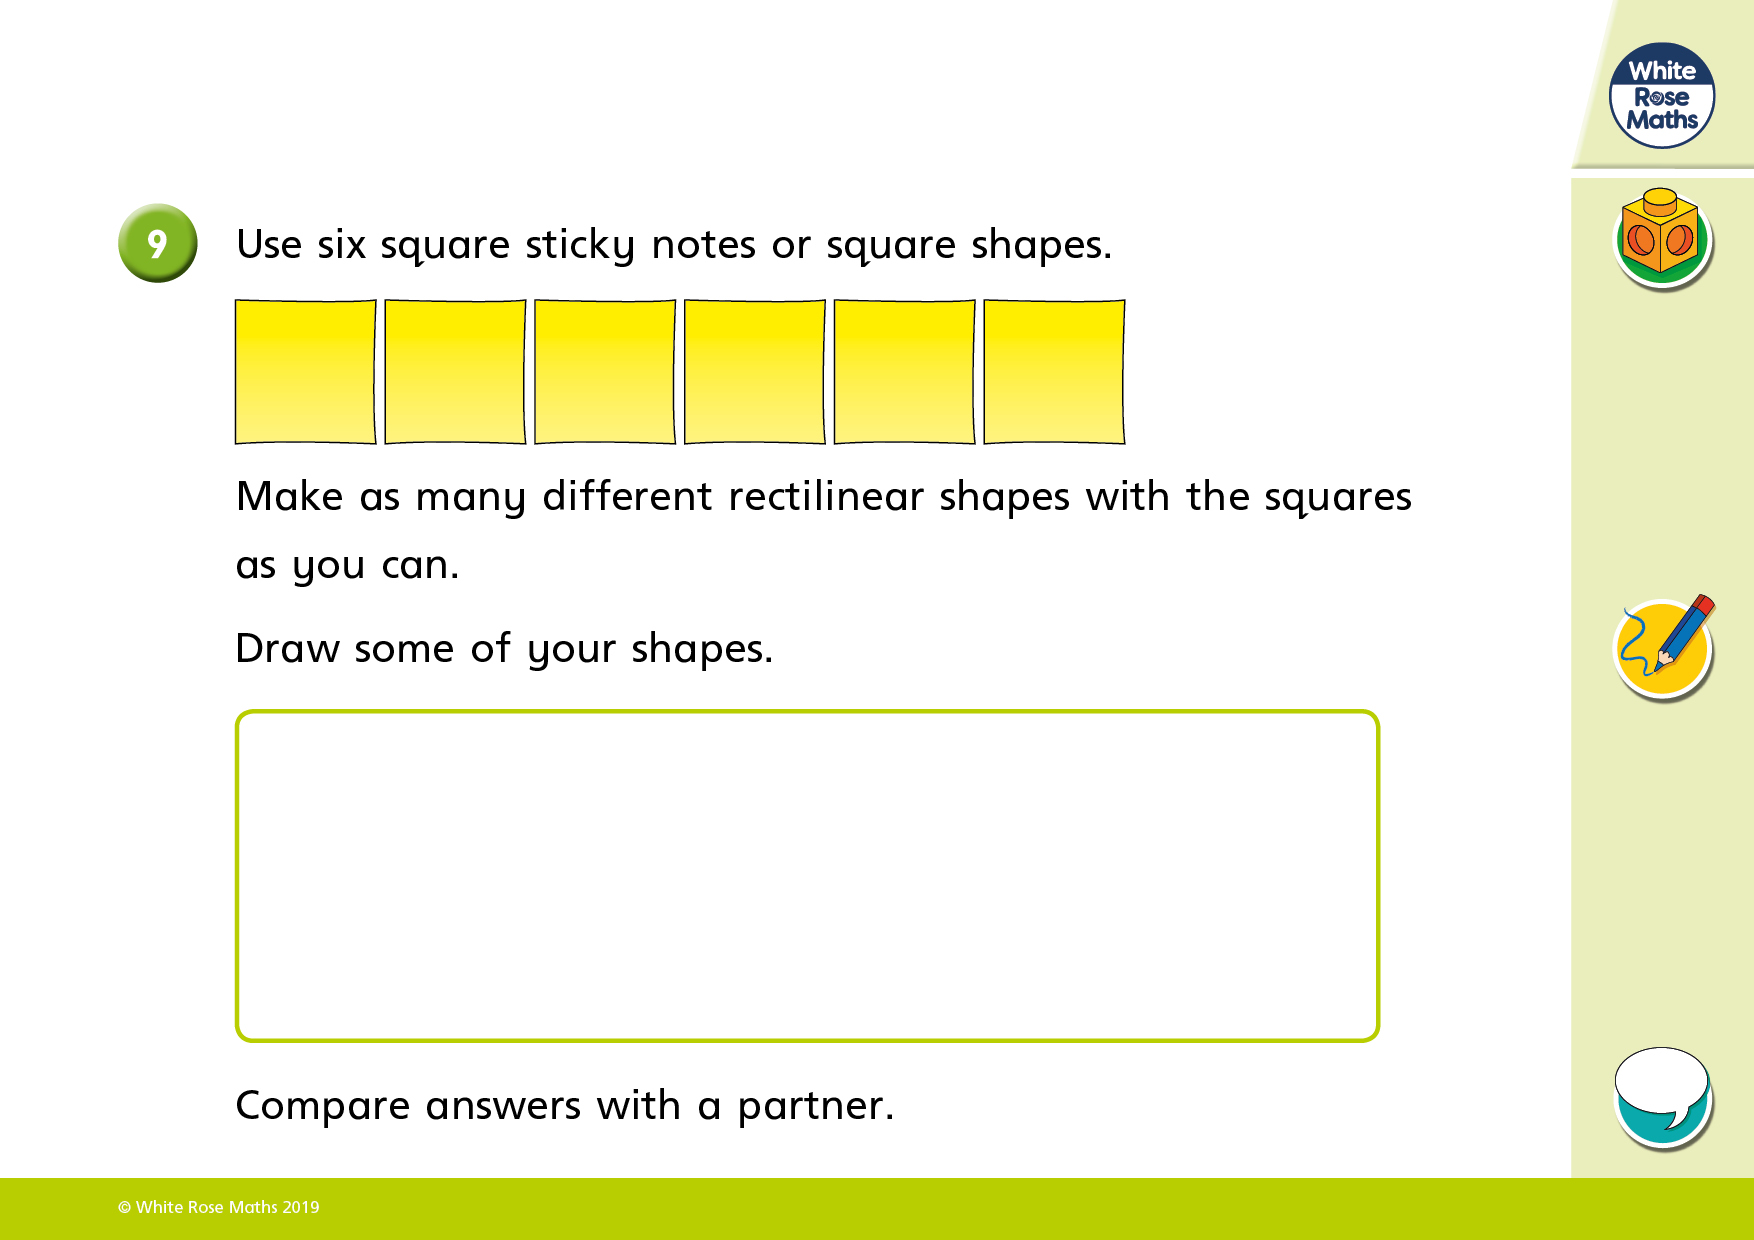 White
Rose
Maths
9 Use six square sticky notes or square shapes.
Make as many different rectilinear shapes with the squares
as you can.
Draw some of your shapes.
Compare answers with a partner.
© White Rose Maths 2019